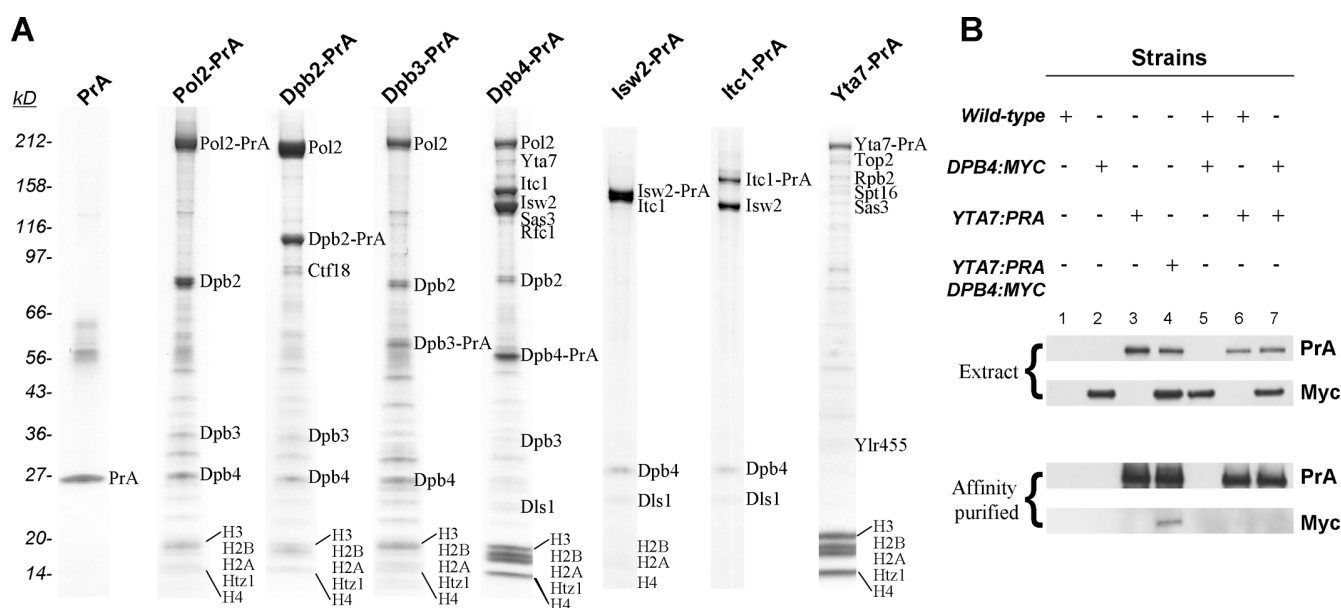 A
kD
212-
158-
116-
97-
66-
56-
43-
36-
27-
20-
14-
PrA
PrA
Pol2-PrA
Pol2-PrA
Dpb2
Dpb3
Dpb4
H3
H2B
H2A
Htz1
H4
Dpb2-PrA
Pol2
Dpb2-PrA
Ctf18
Dpb3
Dpb4
H3
H2B
H2A
Htz1
H4
Dpb3-PrA
Pol2
Dpb2
Dpb3-PrA
Dpb4
H3
H2B
H2A
Htz1
H4
Dpb4-PrA
Pol2
Yta7
Itc1
Isw2
Sas3
Rfc1
Dpb2
Dpb4-PrA
Dpb3
Dls1
H3
H2B
H2A
Htz1
H4
Isw2-PrA
Isw2-PrA
Itc1
Dpb4
Dls1
H2B
H2A
H4
Itc1-PrA
Itc1-PrA
Isw2
Dpb4
Dls1
Yta7-PrA
Yta7-PrA
Top2
Rpb2
Spt16
Sas3
Ylr455
H3
H2B
H2A
Htz1
H4
B
Strains
Wild-type + - - - + + -
DPB4:MYC - + - - + - +
YTA7:PRA - - + - - + +
YTA7:PRA - - - + - - -
DPB4:MYC
1 2 3 4 5 6 7
Extract
PrA
Myc
Affinity
purified
PrA
Myc